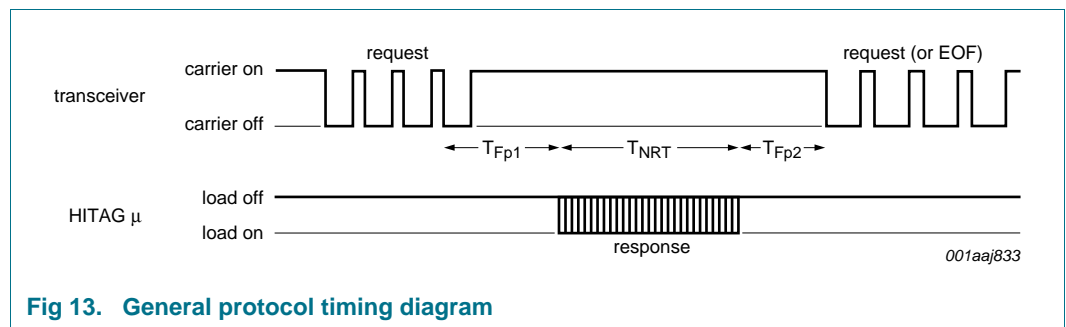 request
request (or EOF)
carrier on
transceiver
carrier off
T_Fp1
T_NRT
T_Fp2
load off
HITAG μ
load on
response
001aaj833
Fig 13. General protocol timing diagram